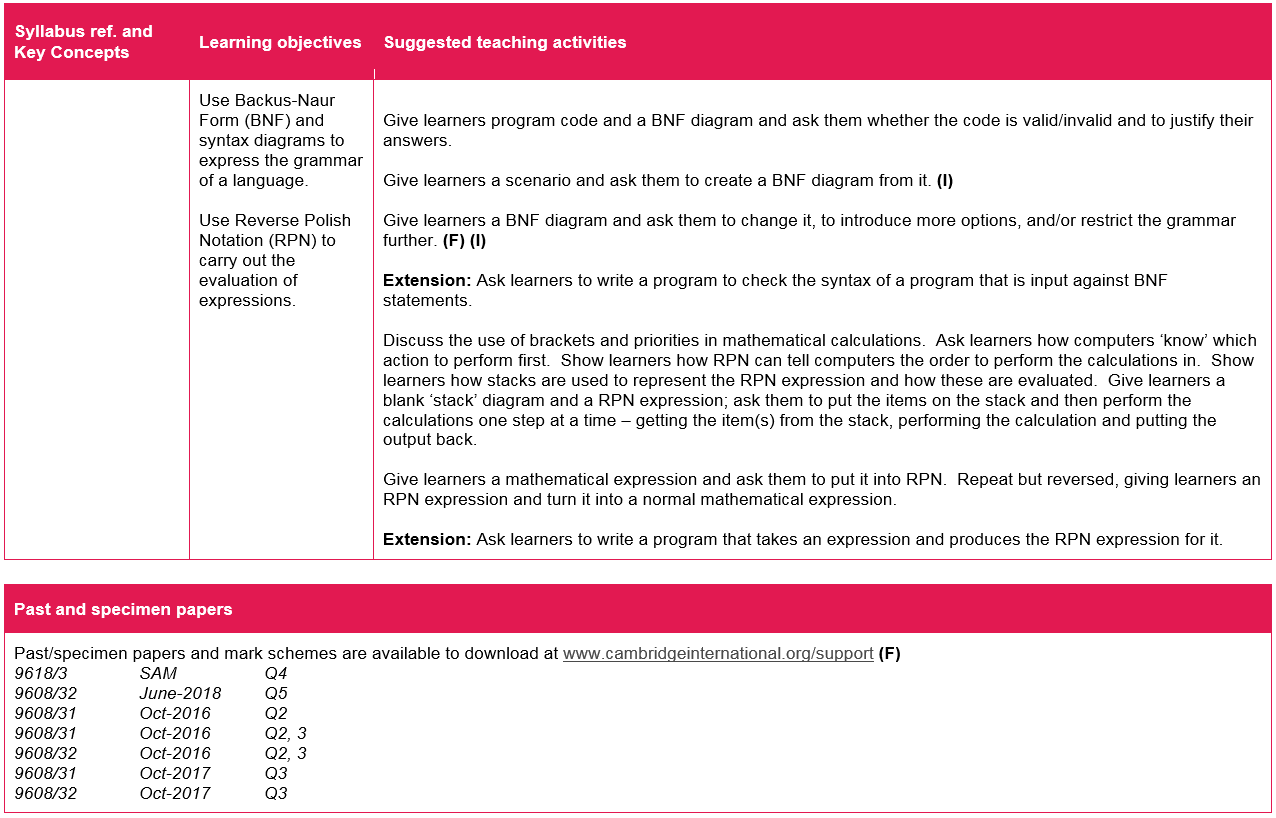 Syllabus ref. and
Key Concepts
Learning objectives
Suggested teaching activities
Use Backus-Naur
Form (BNF) and
syntax diagrams to
express the grammar
of a language.
Use Reverse Polish
Notation (RPN) to
carry out the
evaluation of
expressions.
Give learners program code and a BNF diagram and ask them whether the code is valid/invalid and to justify their
answers.
Give learners a scenario and ask them to create a BNF diagram from it. (I)
Give learners a BNF diagram and ask them to change it, to introduce more options, and/or restrict the grammar
further. (F) (I)
Extension: Ask learners to write a program to check the syntax of a program that is input against BNF
statements.
Discuss the use of brackets and priorities in mathematical calculations.  Ask learners how computers ‘know’ which
action to perform first.  Show learners how RPN can tell computers the order to perform the calculations in.  Show
learners how stacks are used to represent the RPN expression and how these are evaluated.  Give learners a
blank ‘stack’ diagram and a RPN expression; ask them to put the items on the stack and then perform the
calculations one step at a time – getting the item(s) from the stack, performing the calculation and putting the
output back.
Give learners a mathematical expression and ask them to put it into RPN.  Repeat but reversed, giving learners an
RPN expression and turn it into a normal mathematical expression.
Extension: Ask learners to write a program that takes an expression and produces the RPN expression for it.
Past and specimen papers
Past/specimen papers and mark schemes are available to download at www.cambridgeinternational.org/support (F)
9618/3 SAM Q4
9608/32 June-2018 Q5
9608/31 Oct-2016 Q2
9608/31 Oct-2016 Q2, 3
9608/32 Oct-2016 Q2, 3
9608/31 Oct-2017 Q3
9608/32 Oct-2017 Q3